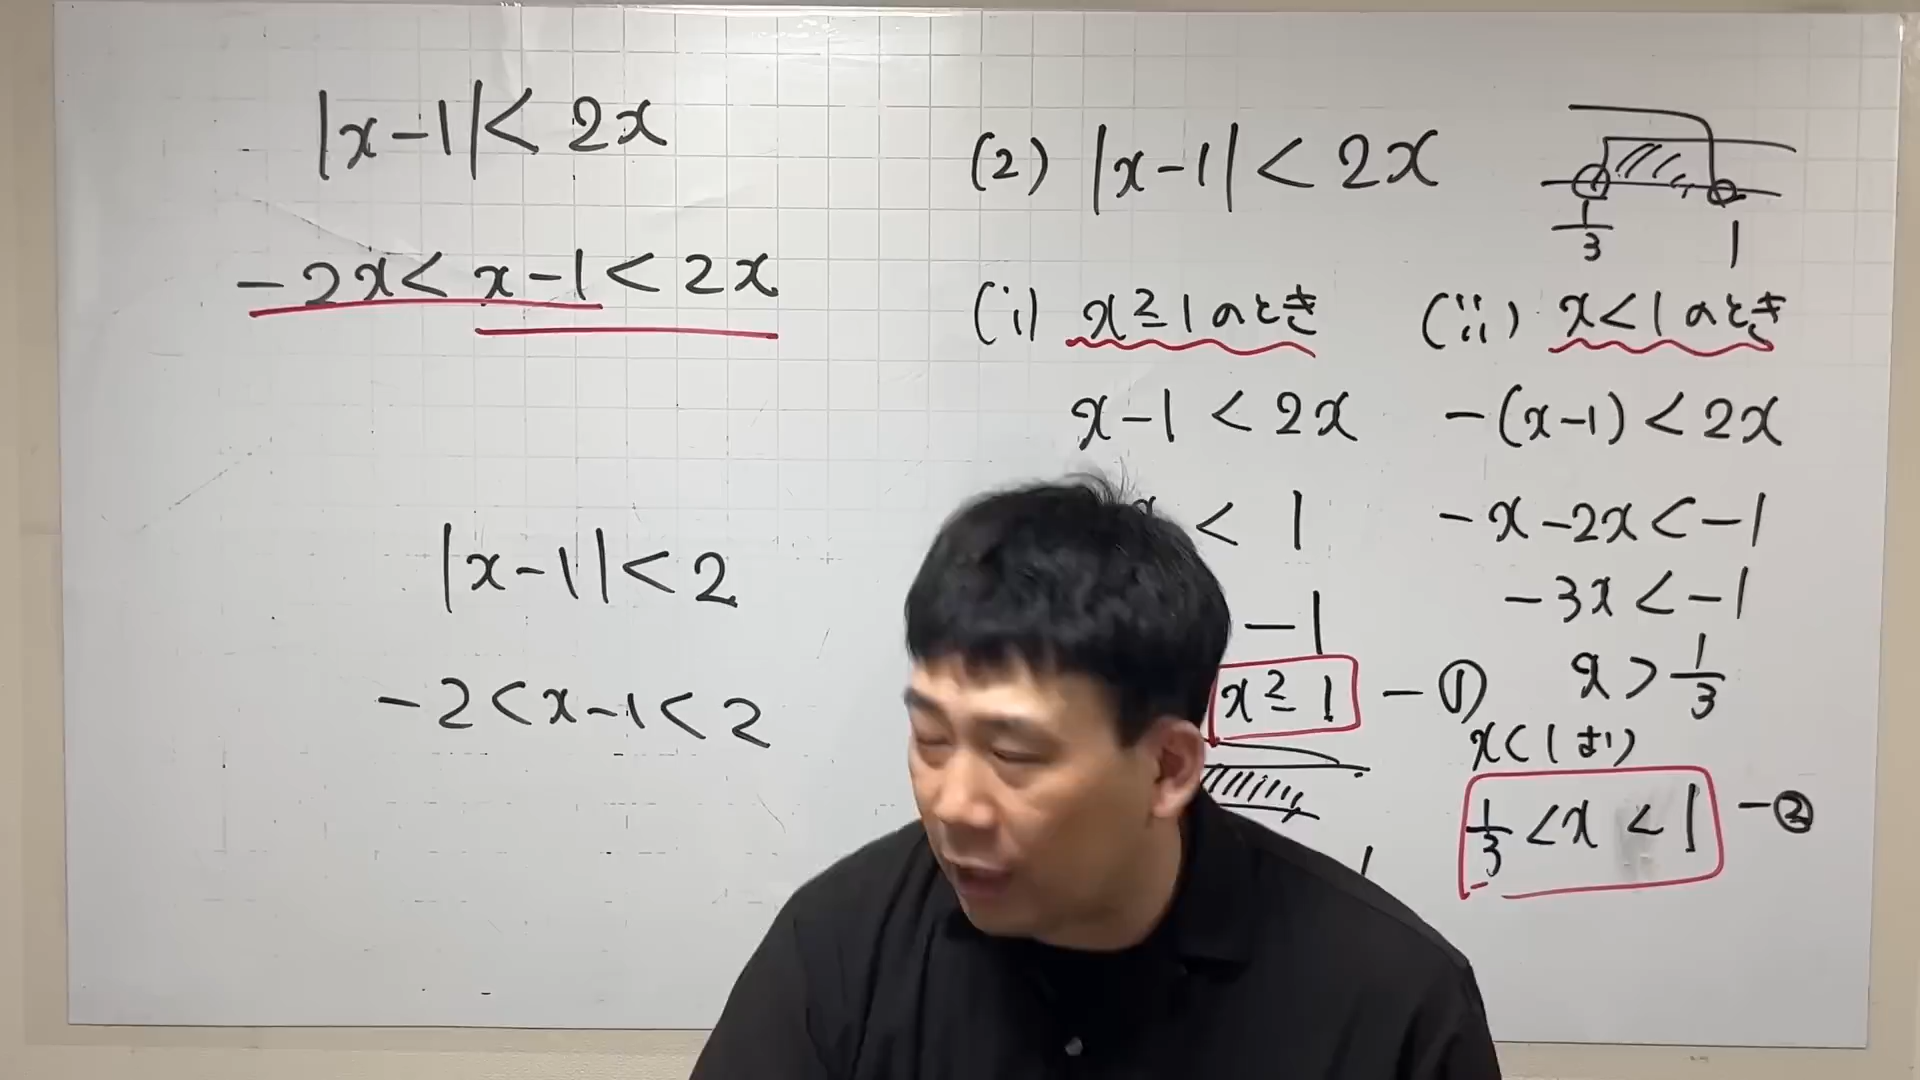 |x-1|< 2x
-2x< x-1< 2x
|x-1|<2
-2<x-1<2
(2) |x-1|< 2x
1/3 1
(i) x≧1のとき
x-1 < 2x
x < 1
-1
x≧1 -①
(ii) x<1のとき
-(x-1)<2x
-x-2x<-1
-3x<-1
x>1/3
x<1より
1/3<x<1 -②